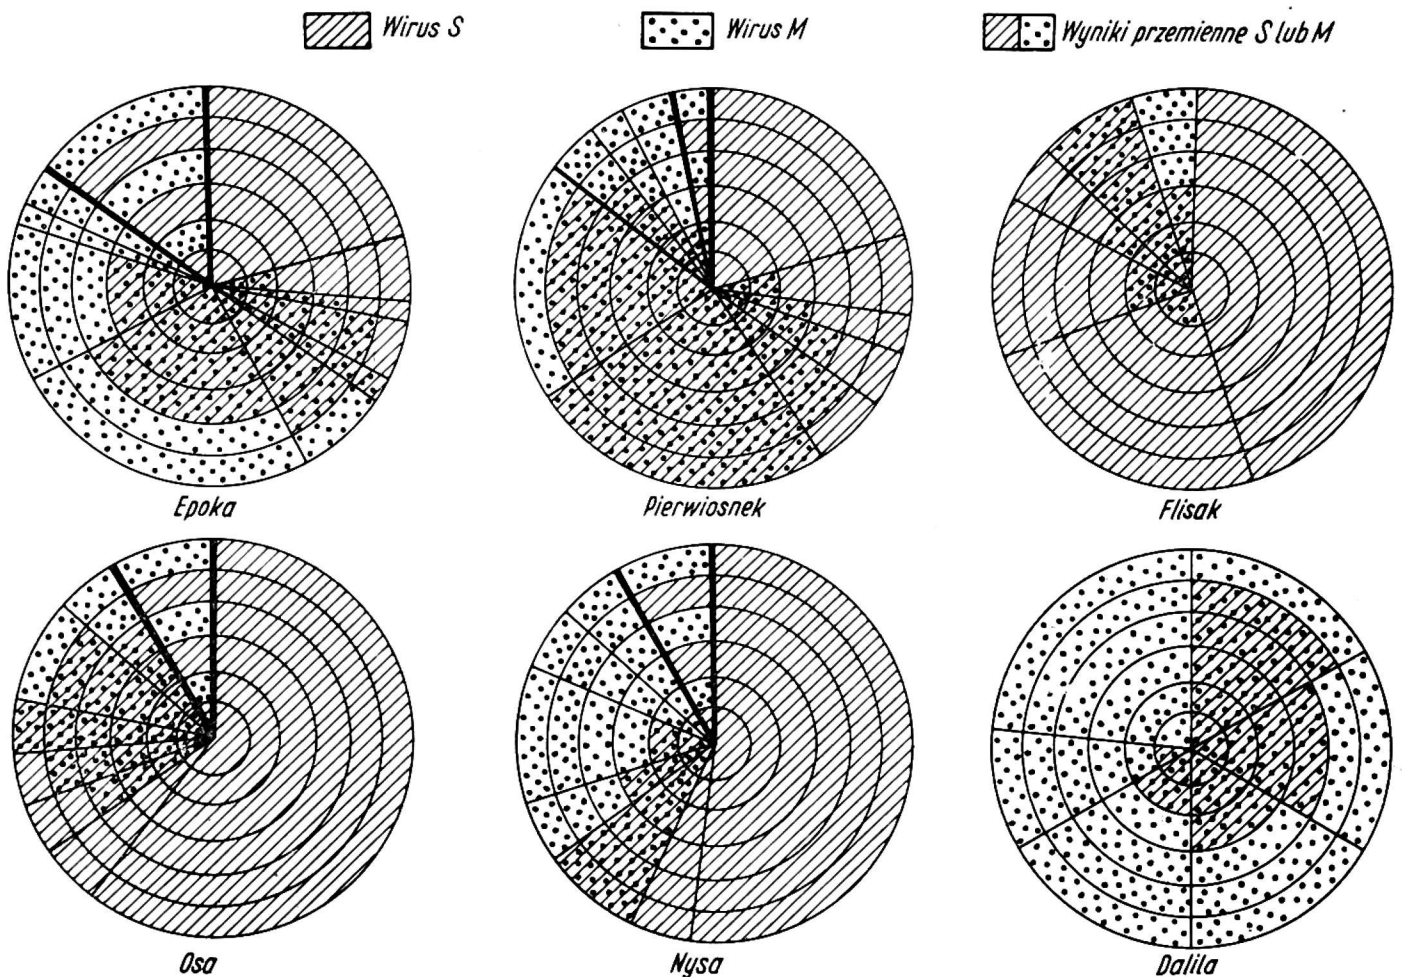 Wirus S
Wirus M
Wyniki przemienne S lub M
Epoka
Pierwiosnek
Flisak
Osa
Nysa
Dalila